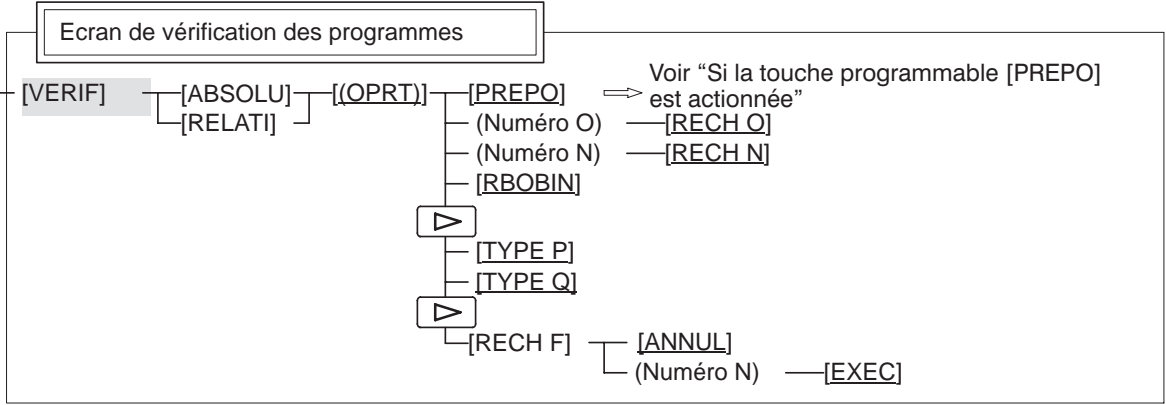 Ecran de vérification des programmes
[VERIF] [ABSOLU] [(OPRT)] [PREPO] Voir “Si la touche programmable [PREPO]
est actionnée”
[RELATI] (Numéro O) [RECH O]
(Numéro N) [RECH N]
[RBOBIN]
[TYPE P]
[TYPE Q]
[RECH F] [ANNUL]
(Numéro N) [EXEC]